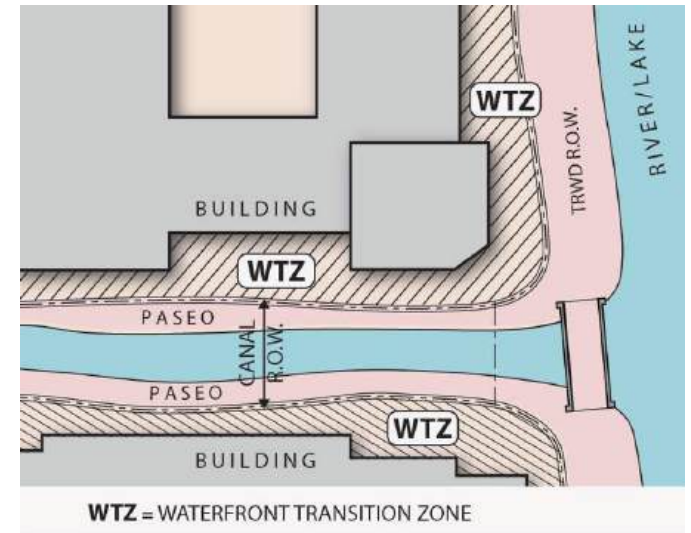 WTZ
RIVER/LAKE
TRWD R.O.W.
BUILDING
WTZ
PASEO
CANAL
R.O.W.
PASEO
WTZ
BUILDING
WTZ = WATERFRONT TRANSITION ZONE